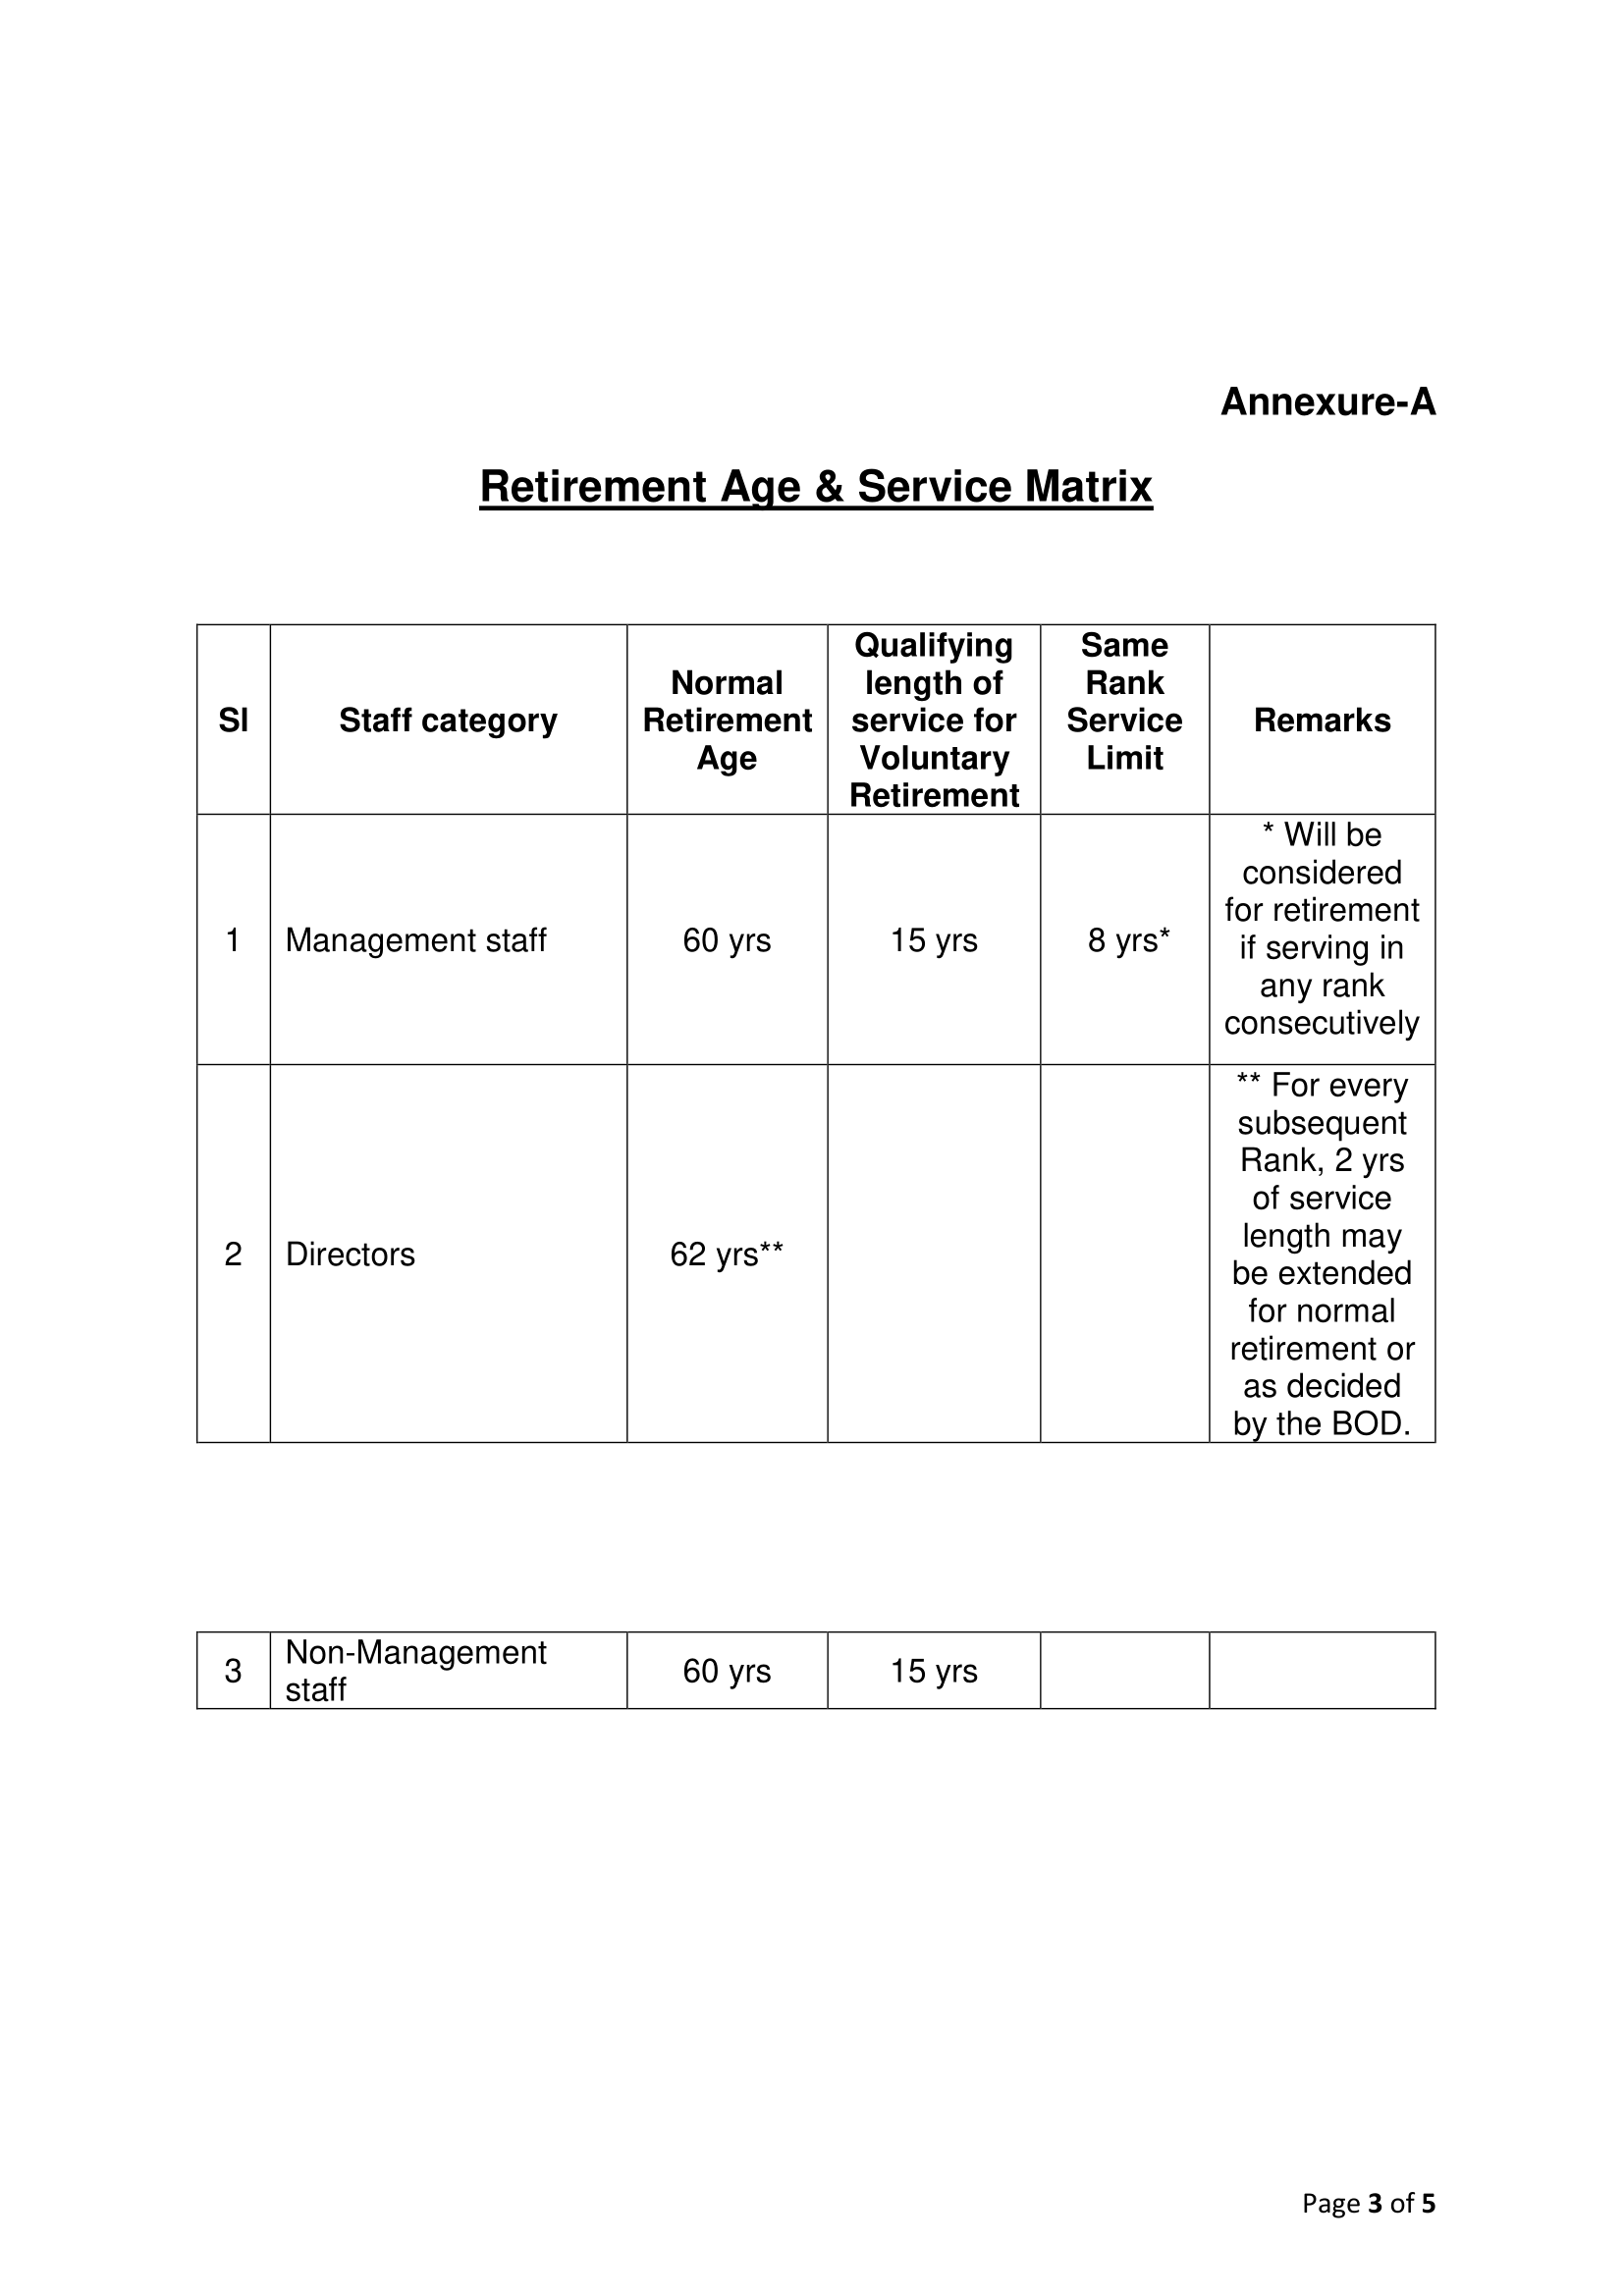 Annexure-A
Retirement Age & Service Matrix
Sl
Staff category
Normal
Retirement
Age
Qualifying
length of
service for
Voluntary
Retirement
Same
Rank
Service
Limit
Remarks
1
Management staff
60 yrs
15 yrs
8 yrs*
* Will be
considered
for retirement
if serving in
any rank
consecutively
2
Directors
62 yrs**
** For every
subsequent
Rank, 2 yrs
of service
length may
be extended
for normal
retirement or
as decided
by the BOD.
3
Non-Management
staff
60 yrs
15 yrs
Page 3 of 5